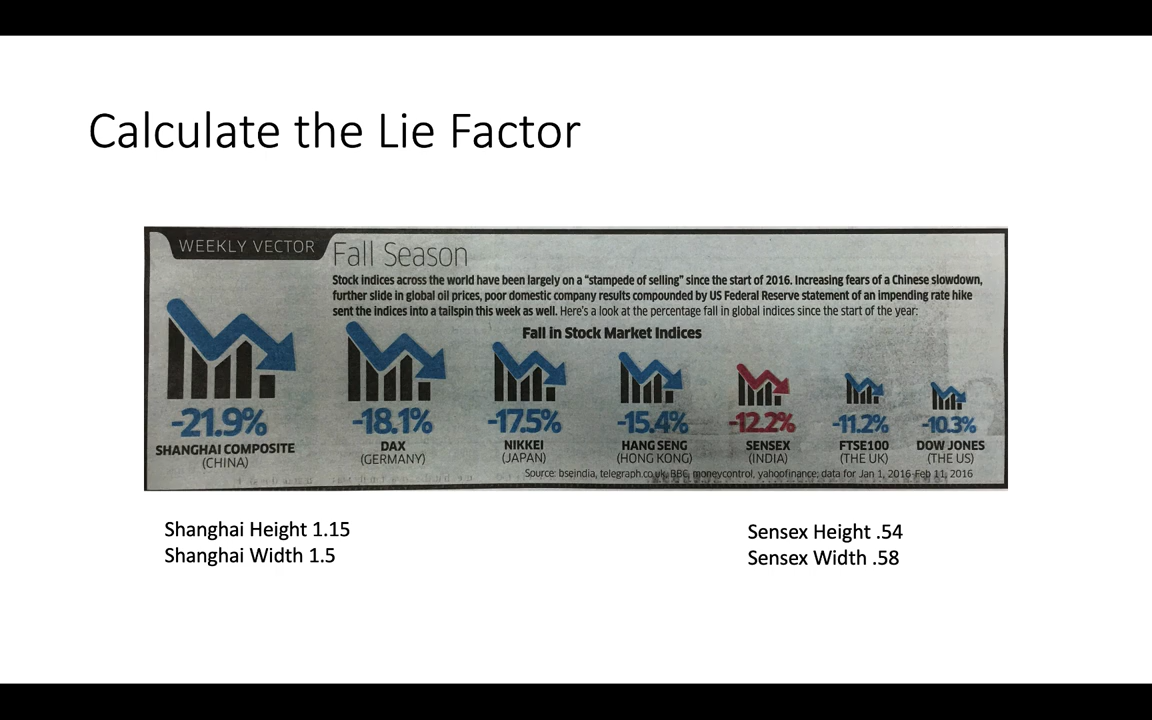 Calculate the Lie Factor
WEEKLY VECTOR
Fall Season
Stock indices across the world have been largely on a "stampede of selling" since the start of 2016. Increasing fears of a Chinese slowdown,
further slide in global oil prices, poor domestic company results compounded by US Federal Reserve statement of an impending rate hike
sent the indices into a tailspin this week as well. Here's a look at the percentage fall in global indices since the start of the year:
Fall in Stock Market Indices
-21.9%
SHANGHAI COMPOSITE
(CHINA)
-18.1%
DAX
(GERMANY)
-17.5%
NIKKEI
(JAPAN)
-15.4%
HANG SENG
(HONG KONG)
-12.2%
SENSEX
(INDIA)
-11.2%
FTSE100
(THE UK)
-10.3%
DOW JONES
(THE US)
Source: bseindia, telegraph.co.uk, BBC, moneycontrol, yahoofinance; data for Jan 1, 2016-Feb 11, 2016
Shanghai Height 1.15
Shanghai Width 1.5
Sensex Height .54
Sensex Width .58